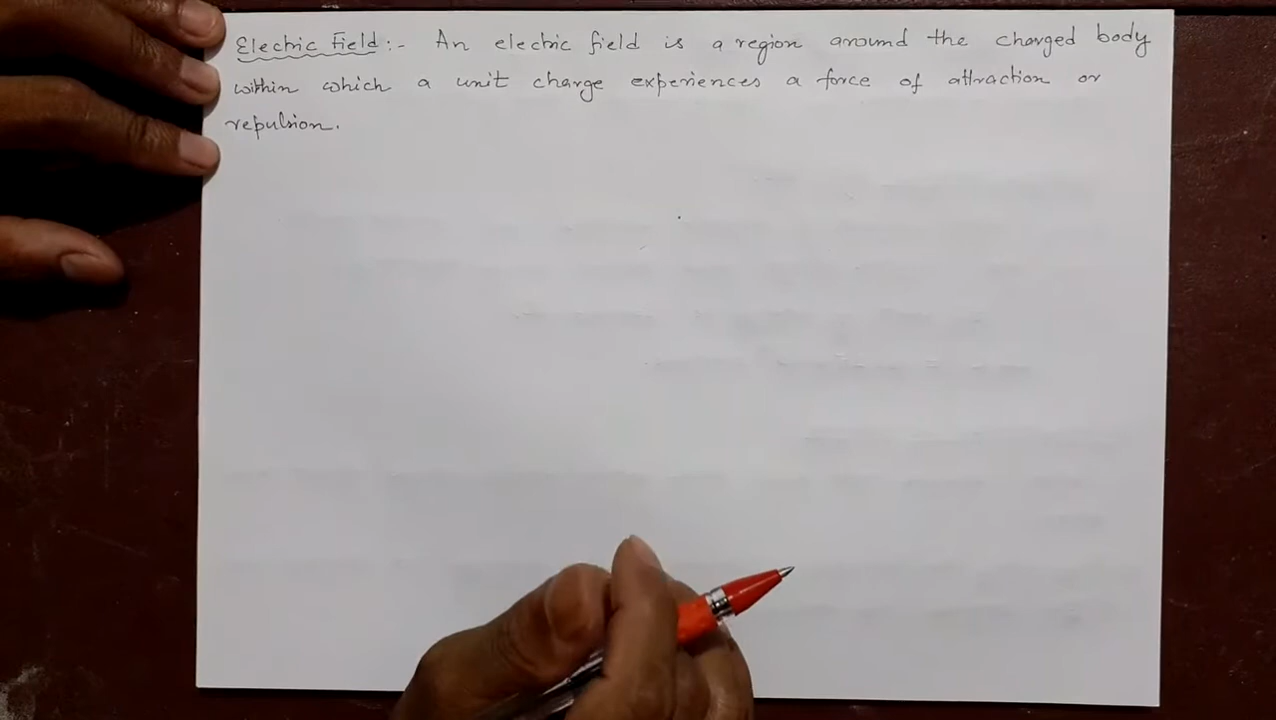 Electric Field:- An electric field is a region around the charged body
within which a unit charge experiences a force of attraction or
repulsion.